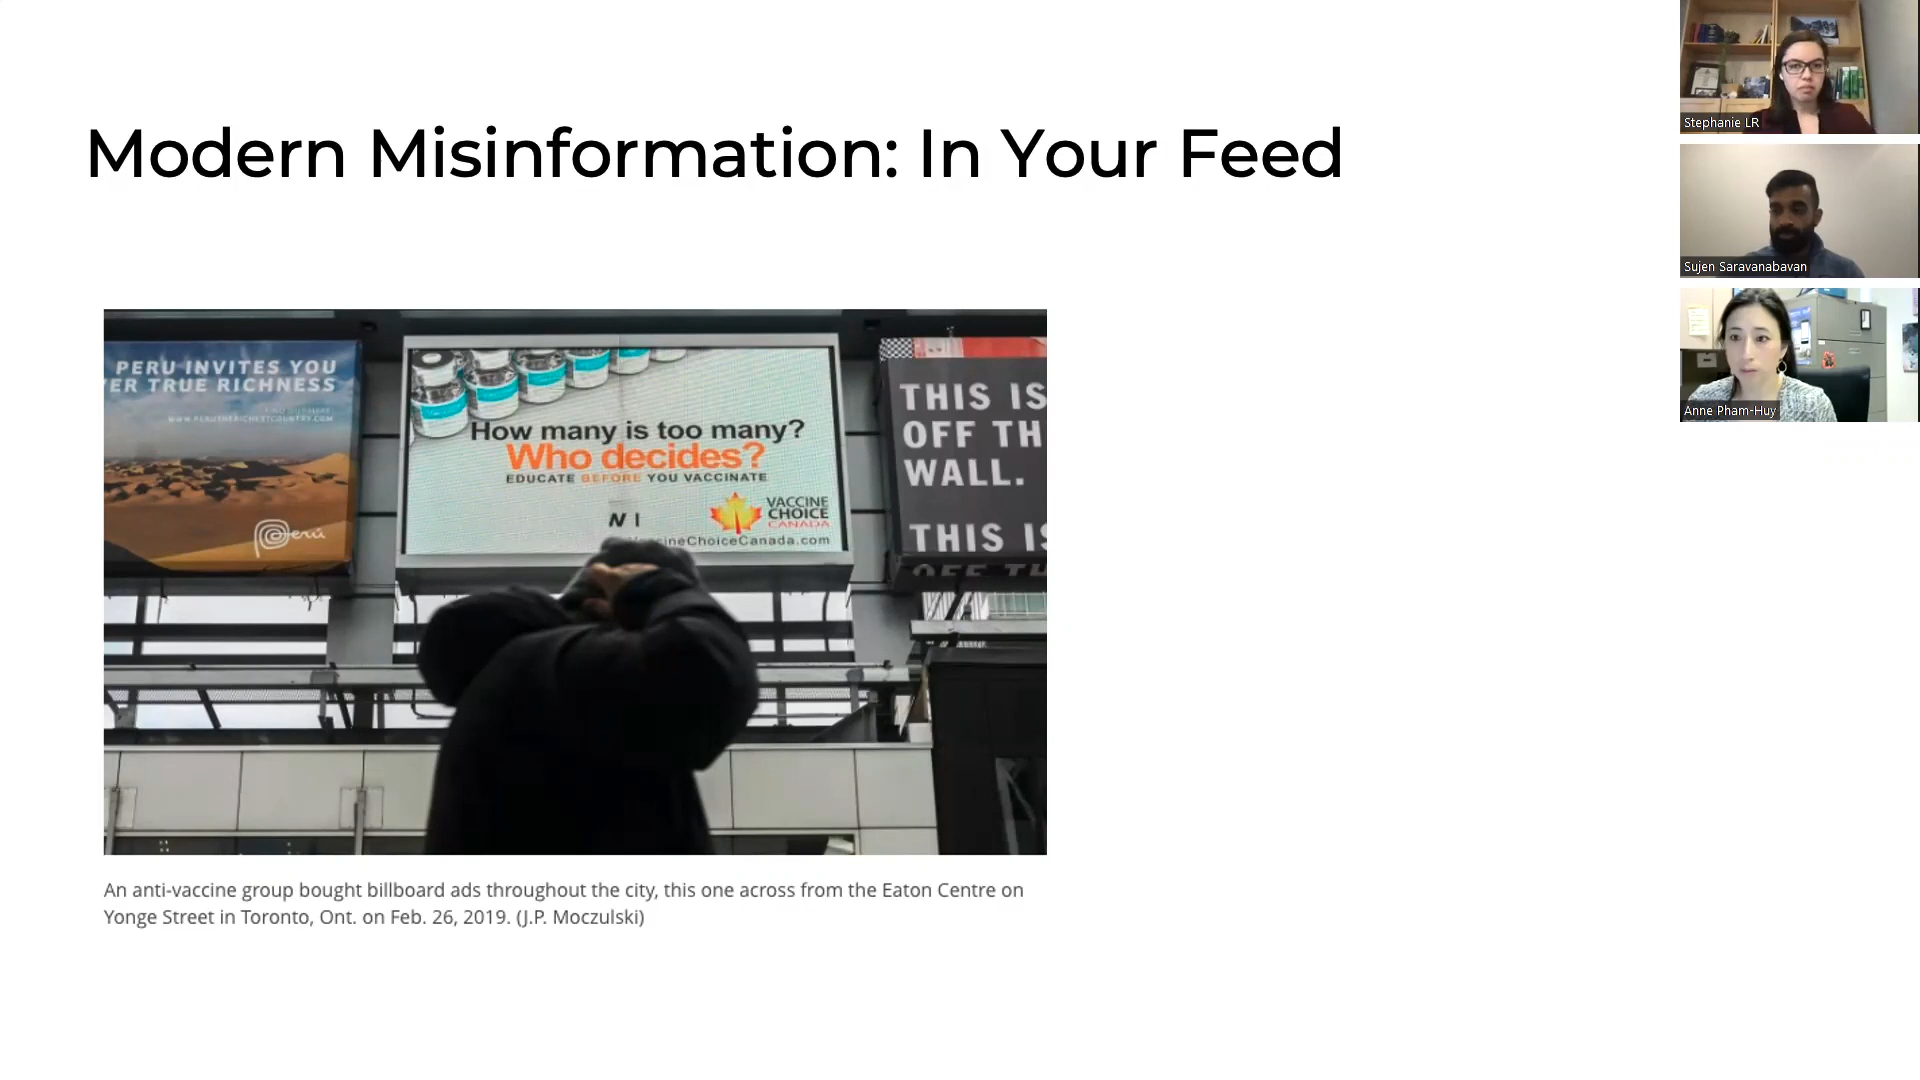 Modern Misinformation: In Your Feed
PERU INVITES YOU
ER TRUE RICHNESS
WWW.PERUTHERICHESTCOUNTRY.COM
Perú
How many is too many?
Who decides?
EDUCATE BEFORE YOU VACCINATE
VACCINE
CHOICE
CANADA
cineChoiceCanada.com
THIS IS
OFF TH
WALL.
THIS IS
OFF TH
An anti-vaccine group bought billboard ads throughout the city, this one across from the Eaton Centre on
Yonge Street in Toronto, Ont. on Feb. 26, 2019. (J.P. Moczulski)
Stephanie LR
Sujen Saravanabavan
Anne Pham-Huy